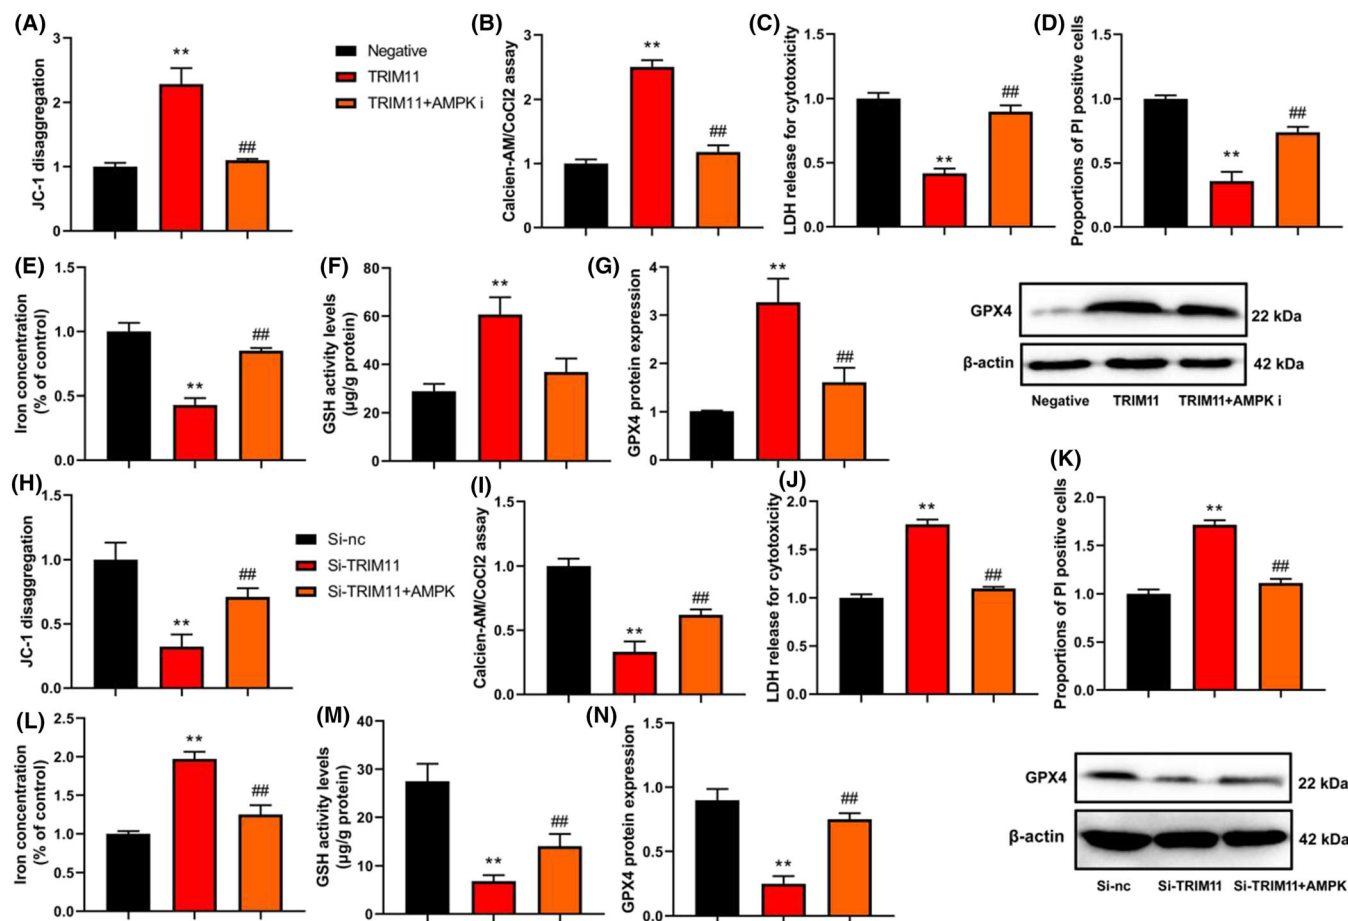 (A)
JC-1 disaggregation
3
2
1
0
**
##
Negative
TRIM11
TRIM11+AMPK i
(B)
Calcien-AM/CoCl2 assay
3
2
1
0
**
##
(C)
LDH release for cytotoxicity
1.5
1.0
0.5
0.0
**
##
(D)
Proportions of PI positive cells
1.5
1.0
0.5
0.0
**
##
(E)
Iron concentration
(% of control)
1.5
1.0
0.5
0.0
**
##
(F)
GSH activity levels
(µg/g protein)
80
60
40
20
0
**
(G)
GPX4 protein expression
4
3
2
1
0
**
##
GPX4
22 kDa
β-actin
42 kDa
Negative TRIM11 TRIM11+AMPK i
(H)
JC-1 disaggregation
1.5
1.0
0.5
0.0
**
##
Si-nc
Si-TRIM11
Si-TRIM11+AMPK
(I)
Calcien-AM/CoCl2 assay
1.5
1.0
0.5
0.0
**
##
(J)
LDH release for cytotoxicity
2.0
1.5
1.0
0.5
0.0
**
##
(K)
Proportions of PI positive cells
2.0
1.5
1.0
0.5
0.0
**
##
(L)
Iron concentration
(% of control)
2.5
2.0
1.5
1.0
0.5
0.0
**
##
(M)
GSH activity levels
(µg/g protein)
40
30
20
10
0
**
##
(N)
GPX4 protein expression
1.5
1.0
0.5
0.0
**
##
GPX4
22 kDa
β-actin
42 kDa
Si-nc Si-TRIM11 Si-TRIM11+AMPK